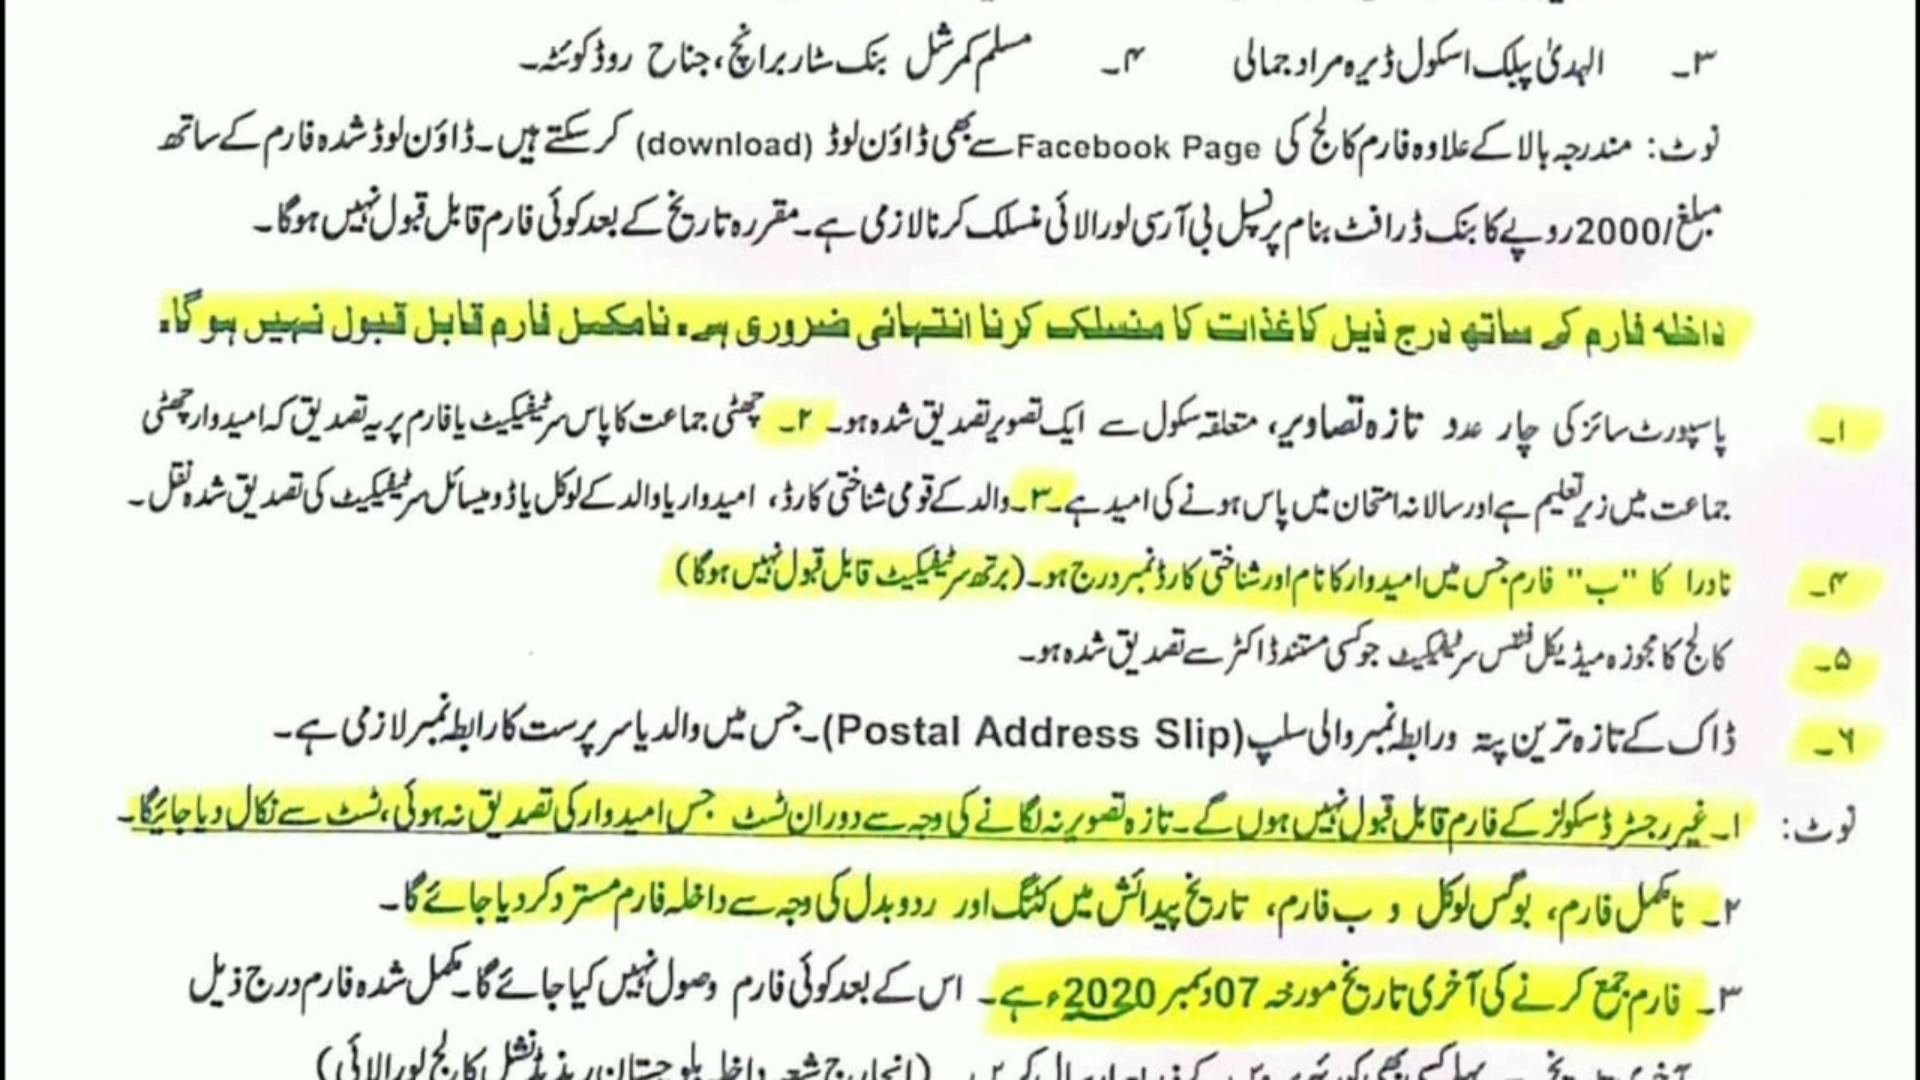 ۳۔ الہدیٰ پبلک اسکول ڈیرہ مراد جمالی ۴۔ مسلم کمرشل بنک سٹار برانچ، جناح روڈ کوئٹہ۔
نوٹ: مندرجہ بالا کے علاوہ فارم کالج کی Facebook Page سے بھی ڈاؤن لوڈ (download) کر سکتے ہیں۔ ڈاؤن لوڈ شدہ فارم کے ساتھ
مبلغ/2000 روپے کا بنک ڈرافٹ بنام پرنسپل بی آر سی لورالائی منسلک کرنا لازمی ہے۔ مقررہ تاریخ کے بعد کوئی فارم قابل قبول نہیں ہوگا۔
داخلہ فارم کے ساتھ درج ذیل کاغذات کا منسلک کرنا انتہائی ضروری ہے۔ نامکمل فارم قابل قبول نہیں ہو گا۔
۱۔ پاسپورٹ سائز کی چار عدد تازہ تصاویر، متعلقہ سکول سے ایک تصویر تصدیق شدہ ہو۔ ۲۔ چھٹی جماعت کا پاس سرٹیفیکیٹ یا فارم پر یہ تصدیق کہ امیدوار چھٹی
جماعت میں زیر تعلیم ہے اور سالانہ امتحان میں پاس ہونے کی امید ہے۔ ۳۔ والد کے قومی شناختی کارڈ، امیدوار یا والد کے لوکل یا ڈومیسائل سرٹیفیکیٹ کی تصدیق شدہ نقل۔
۴۔ نادرا کا "ب" فارم جس میں امیدوار کا نام اور شناختی کارڈ نمبر درج ہو۔ (برتھ سرٹیفیکیٹ قابل قبول نہیں ہوگا)
۵۔ کالج کا مجوزہ میڈیکل فٹنس سرٹیفیکیٹ جو کسی مستند ڈاکٹر سے تصدیق شدہ ہو۔
۶۔ ڈاک کے تازہ ترین پتہ ورابطہ نمبر والی سلپ (Postal Address Slip)۔ جس میں والد یا سرپرست کا رابطہ نمبر لازمی ہے۔
نوٹ: ۱۔ غیر رجسٹرڈ سکولز کے فارم قابل قبول نہیں ہوں گے۔ تازہ تصویر نہ لگانے کی وجہ سے دوران ٹسٹ جس امیدوار کی تصدیق نہ ہوئی، ٹسٹ سے نکال دیا جائیگا۔
۲۔ نامکمل فارم، بوگس لوکل و ب فارم، تاریخ پیدائش میں کٹنگ اور ردوبدل کی وجہ سے داخلہ فارم مسترد کر دیا جائے گا۔
۳۔ فارم جمع کرنے کی آخری تاریخ مورخہ 07 دسمبر 2020ء ہے۔ اس کے بعد کوئی فارم وصول نہیں کیا جائے گا۔ مکمل شدہ فارم درج ذیل
(انچارج شعبہ داخلہ بلوچستان ریذیڈنشل کالج لورالائی)